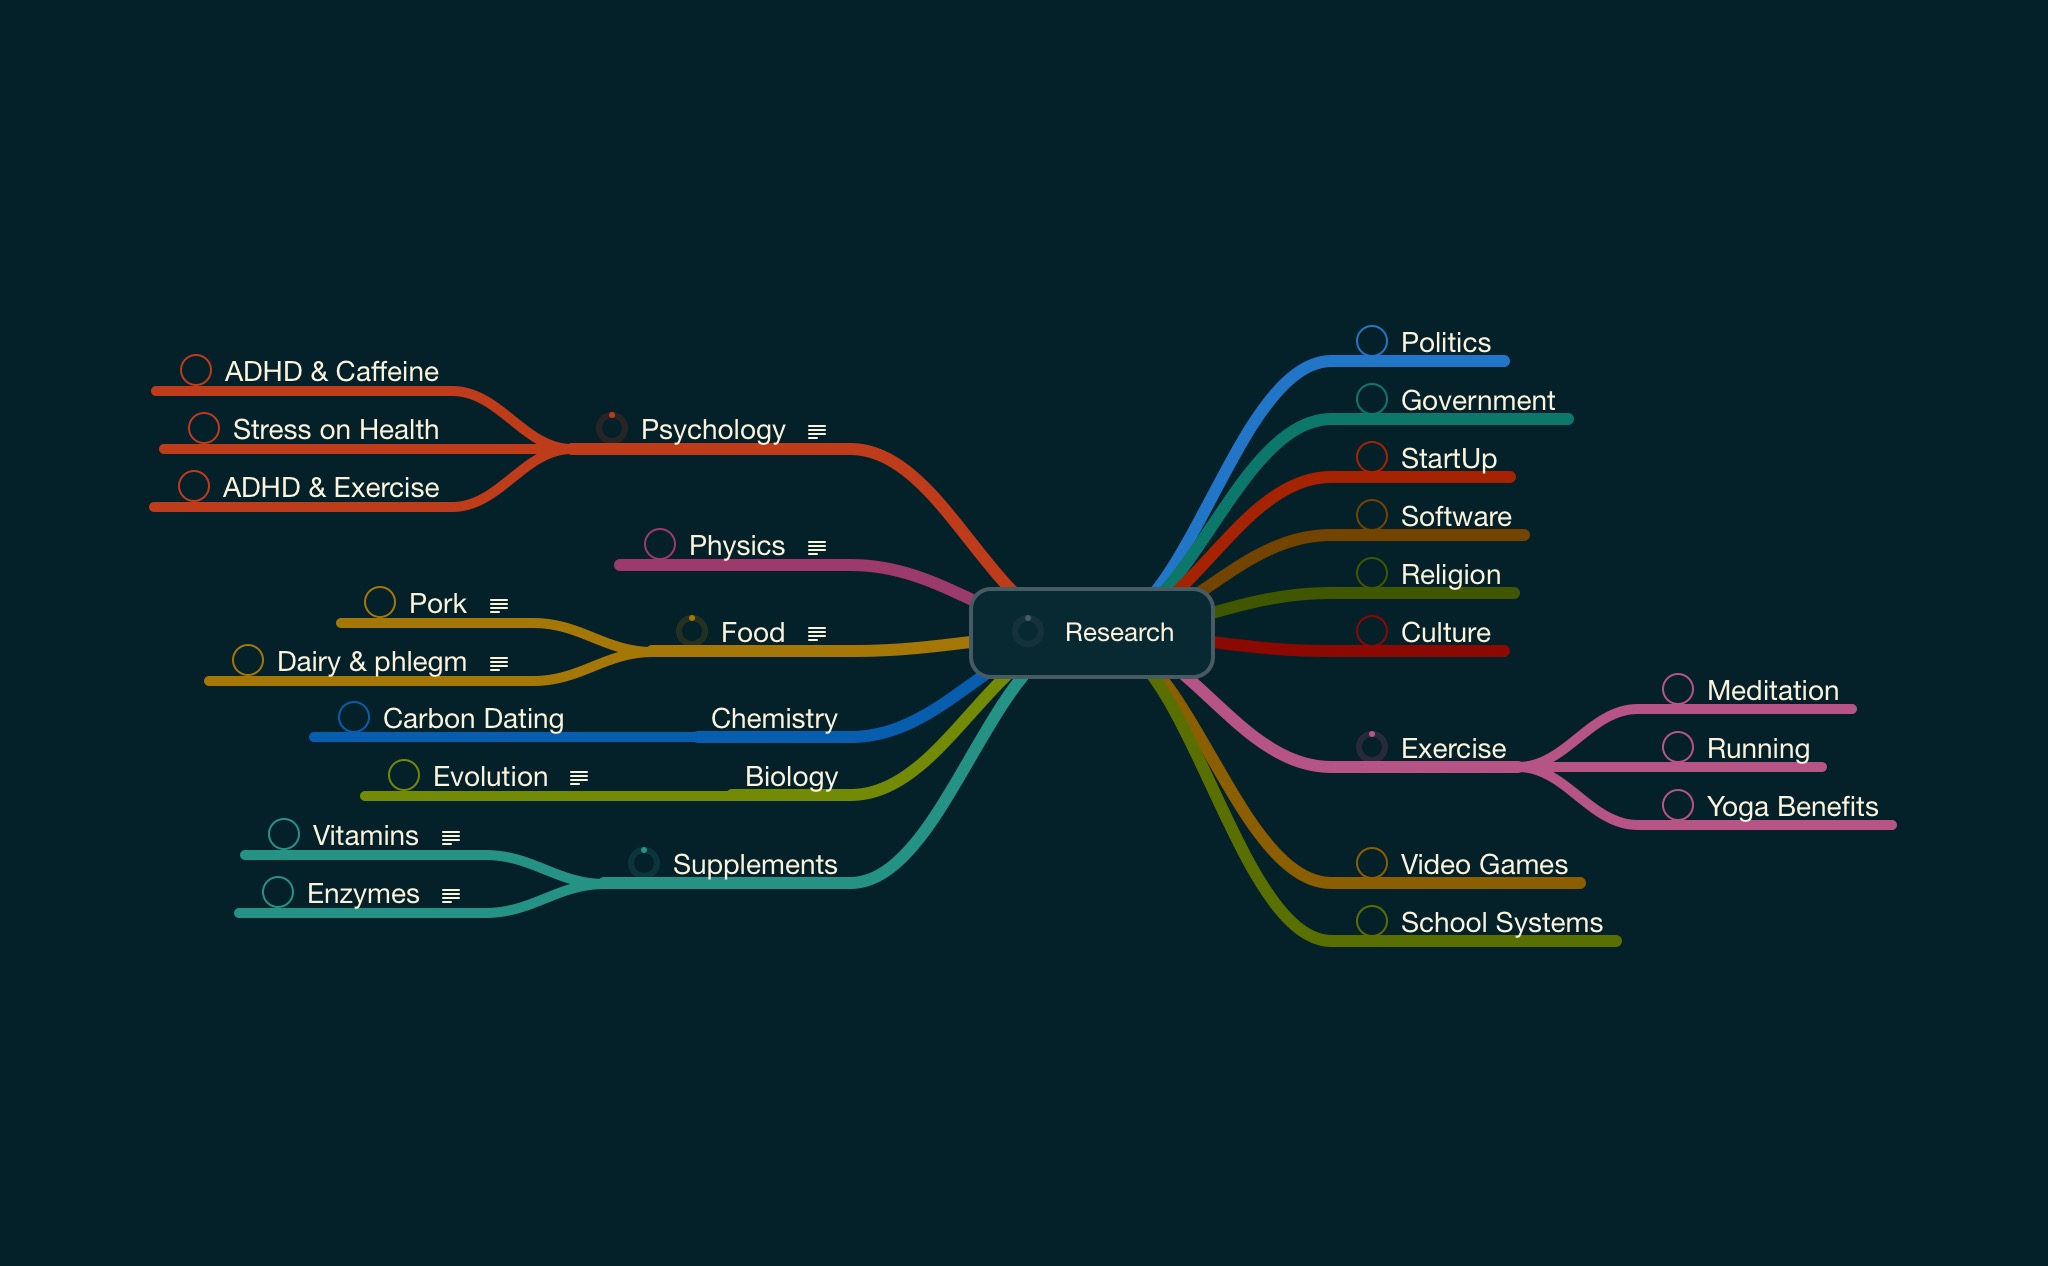 Research
ADHD & Caffeine
Stress on Health
ADHD & Exercise
Psychology
Physics
Pork
Dairy & phlegm
Food
Carbon Dating
Chemistry
Evolution
Biology
Vitamins
Enzymes
Supplements
Politics
Government
StartUp
Software
Religion
Culture
Exercise
Meditation
Running
Yoga Benefits
Video Games
School Systems